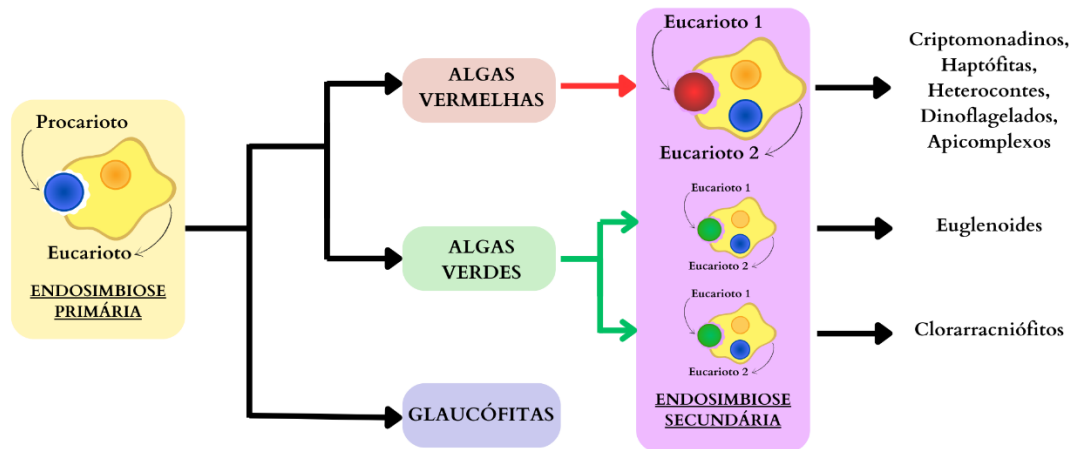 Procarioto
Eucarioto
ENDOSIMBIOSE
PRIMÁRIA
ALGAS
VERMELHAS
ALGAS
VERDES
GLAUCÓFITAS
Eucarioto 1
Eucarioto 2
Eucarioto 1
Eucarioto 2
Eucarioto 1
Eucarioto 2
ENDOSIMBIOSE
SECUNDÁRIA
Criptomonadinos,
Haptófitas,
Heterocontes,
Dinoflagelados,
Apicomplexos
Euglenoides
Clorarracniófitos